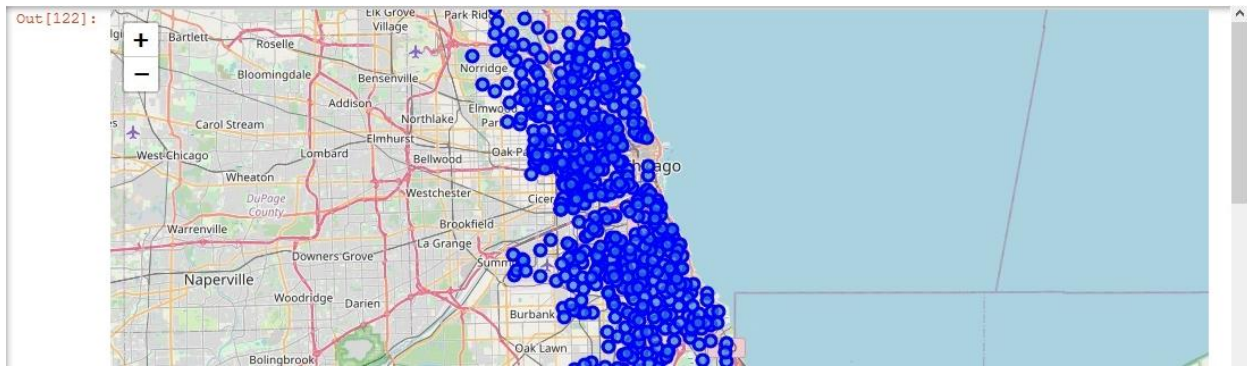 Out[122]:
Elk Grove
Village
Park Rid
Bartlett
Roselle
+
−
Norridge
Bloomingdale
Bensenville
Addison
Elmwood
Park
Northlake
Carol Stream
Elmhurst
West Chicago
Lombard
Bellwood
Oak Pa
icago
Wheaton
DuPage
County
Westchester
Cicer
Warrenville
Brookfield
La Grange
Downers Grove
Summ
Naperville
Woodridge
Darien
Burbank
Oak Lawn
Bolingbrook